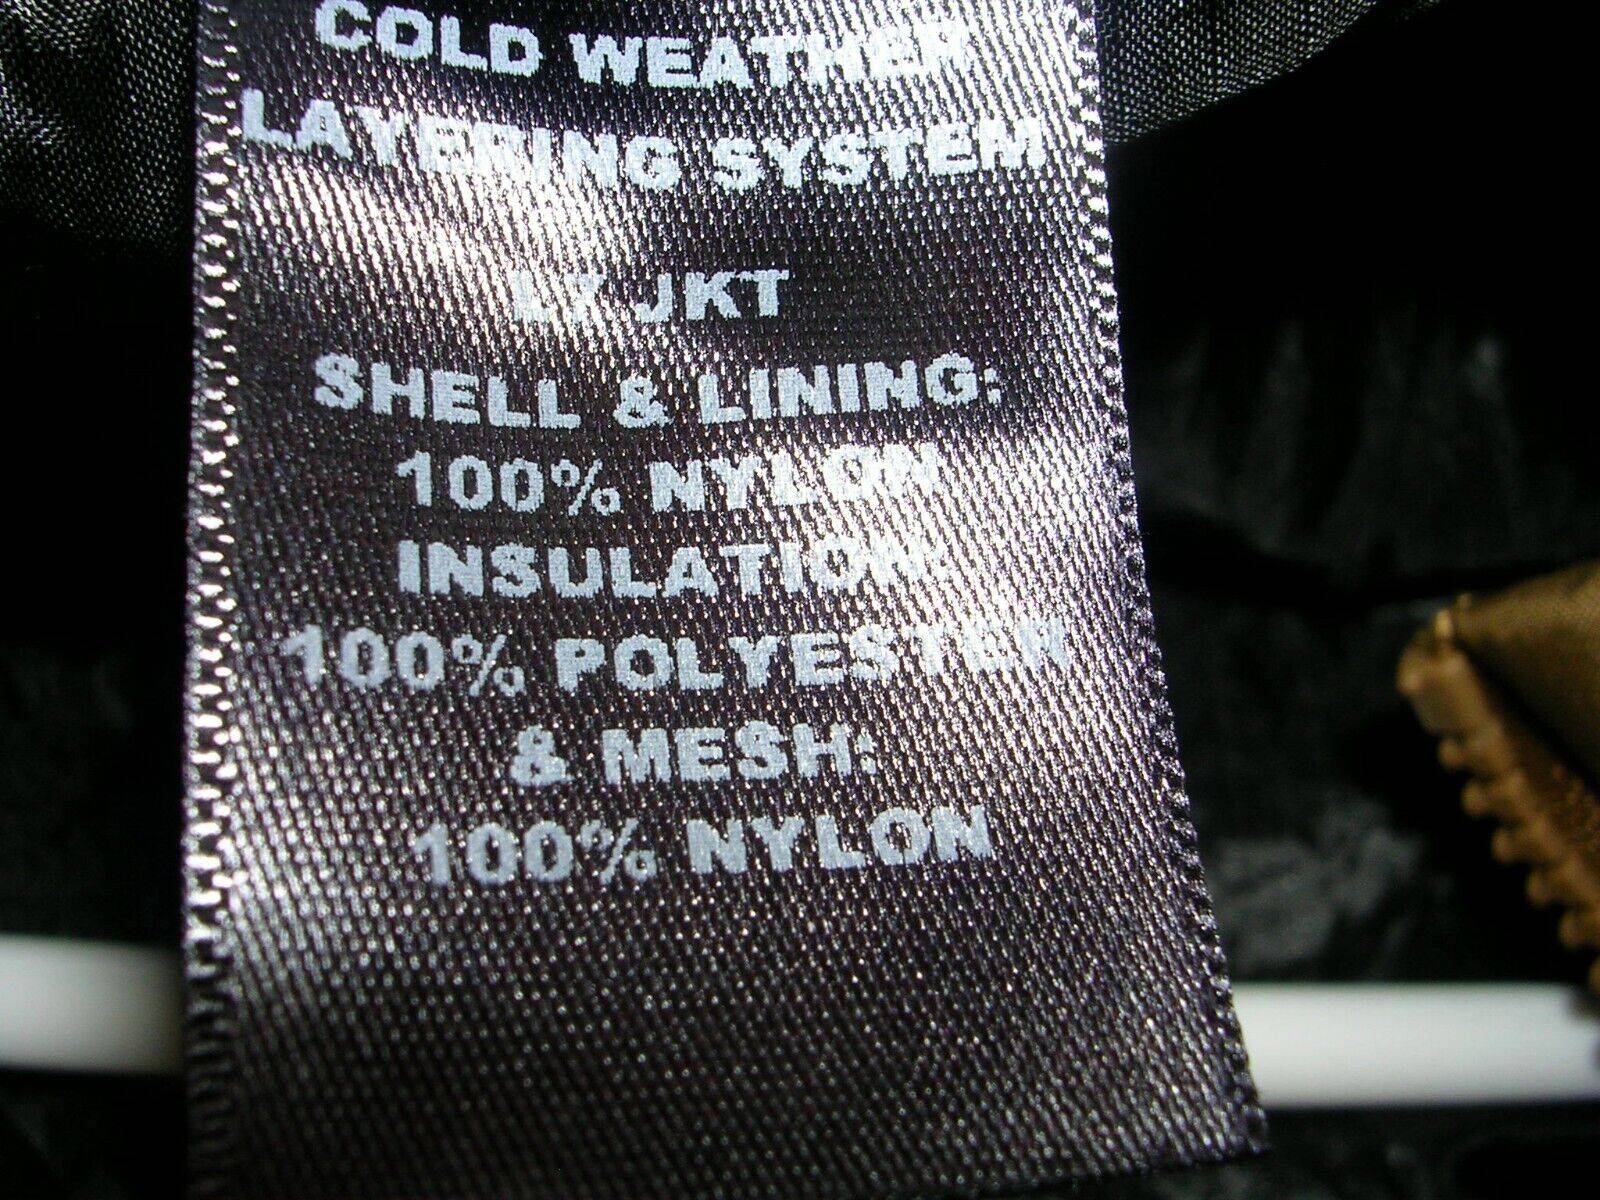 COLD WEATHER
LAYERING SYSTEM
L7 JKT
SHELL & LINING:
100% NYLON
INSULATION:
100% POLYESTER
& MESH:
100% NYLON